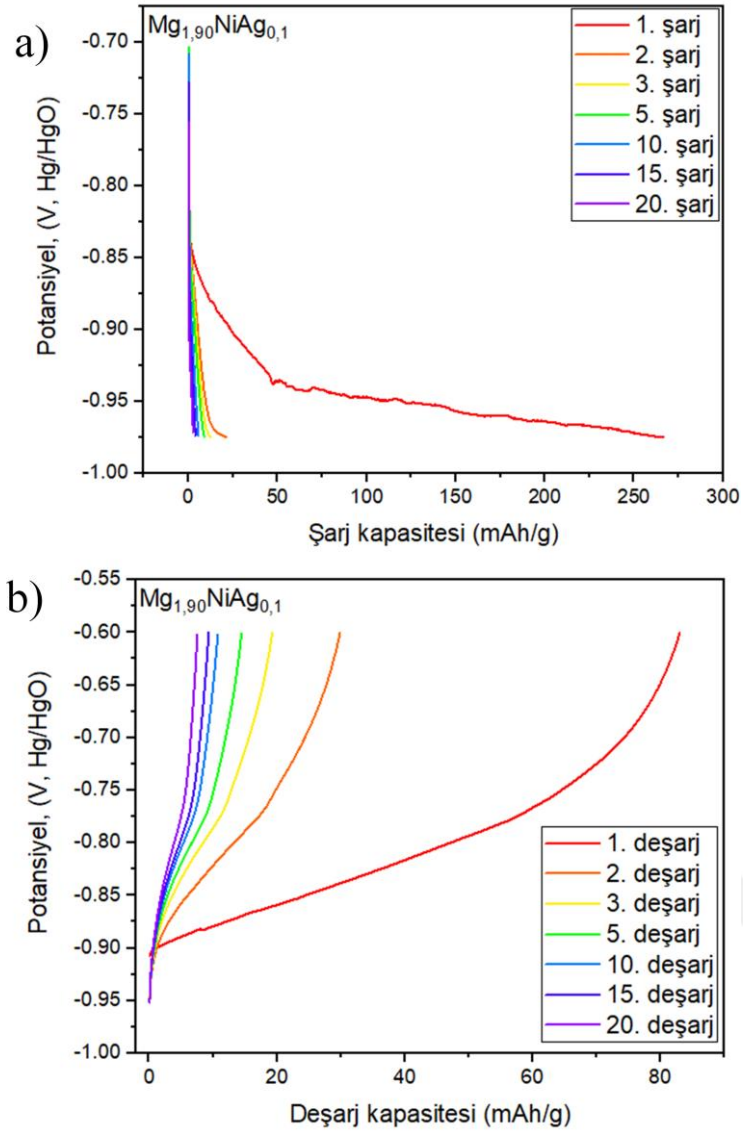 a)
Mg1,90NiAg0,1
1. şarj
2. şarj
3. şarj
5. şarj
10. şarj
15. şarj
20. şarj
Potansiyel, (V, Hg/HgO)
-0.70
-0.75
-0.80
-0.85
-0.90
-0.95
-1.00
0
50
100
150
200
250
300
Şarj kapasitesi (mAh/g)
b)
Mg1,90NiAg0,1
Potansiyel, (V, Hg/HgO)
-0.55
-0.60
-0.65
-0.70
-0.75
-0.80
-0.85
-0.90
-0.95
-1.00
1. deşarj
2. deşarj
3. deşarj
5. deşarj
10. deşarj
15. deşarj
20. deşarj
0
20
40
60
80
Deşarj kapasitesi (mAh/g)